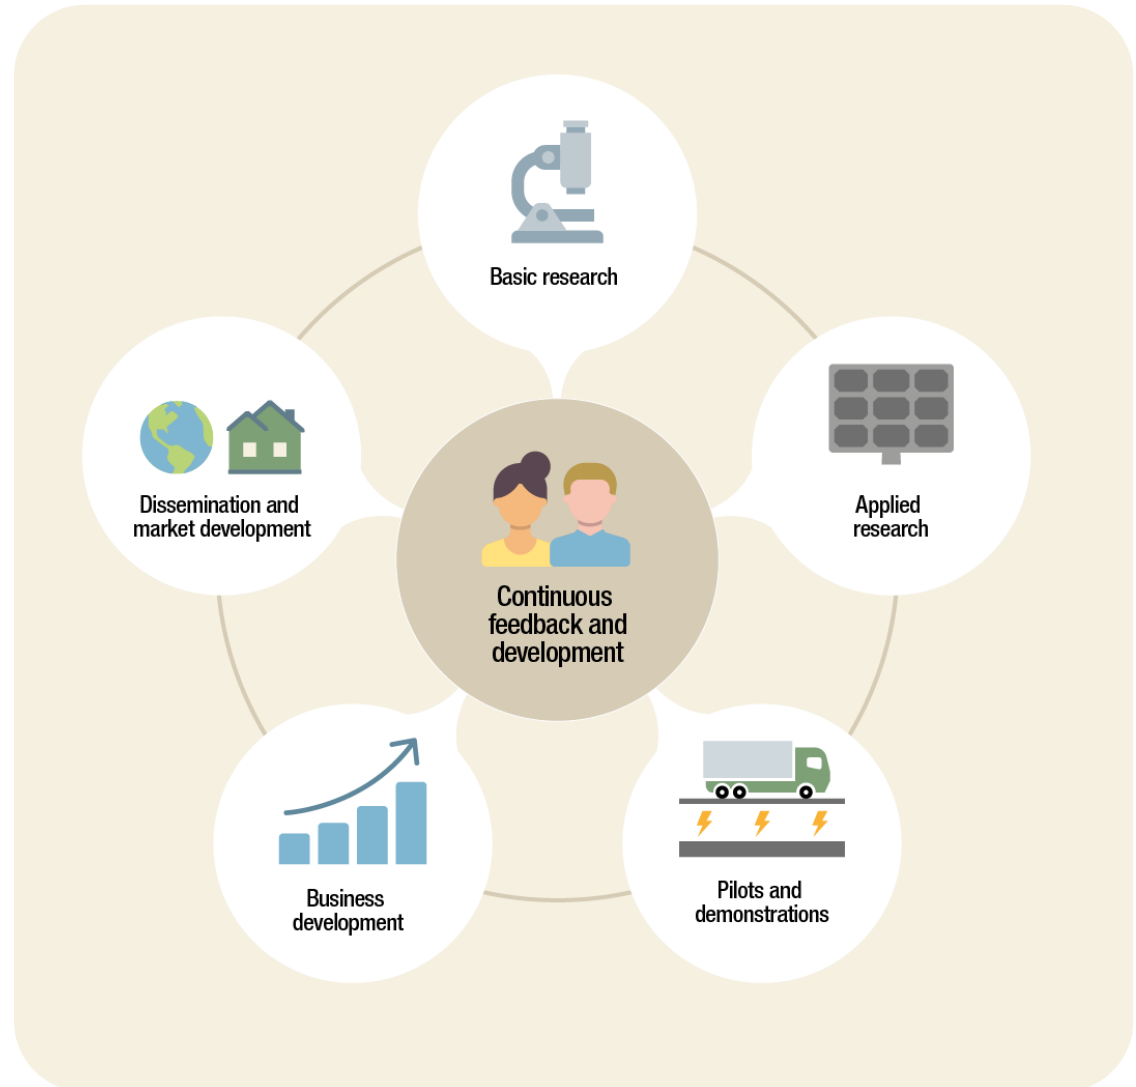 Basic research
Applied
research
Pilots and
demonstrations
Business
development
Dissemination and
market development
Continuous
feedback and
development